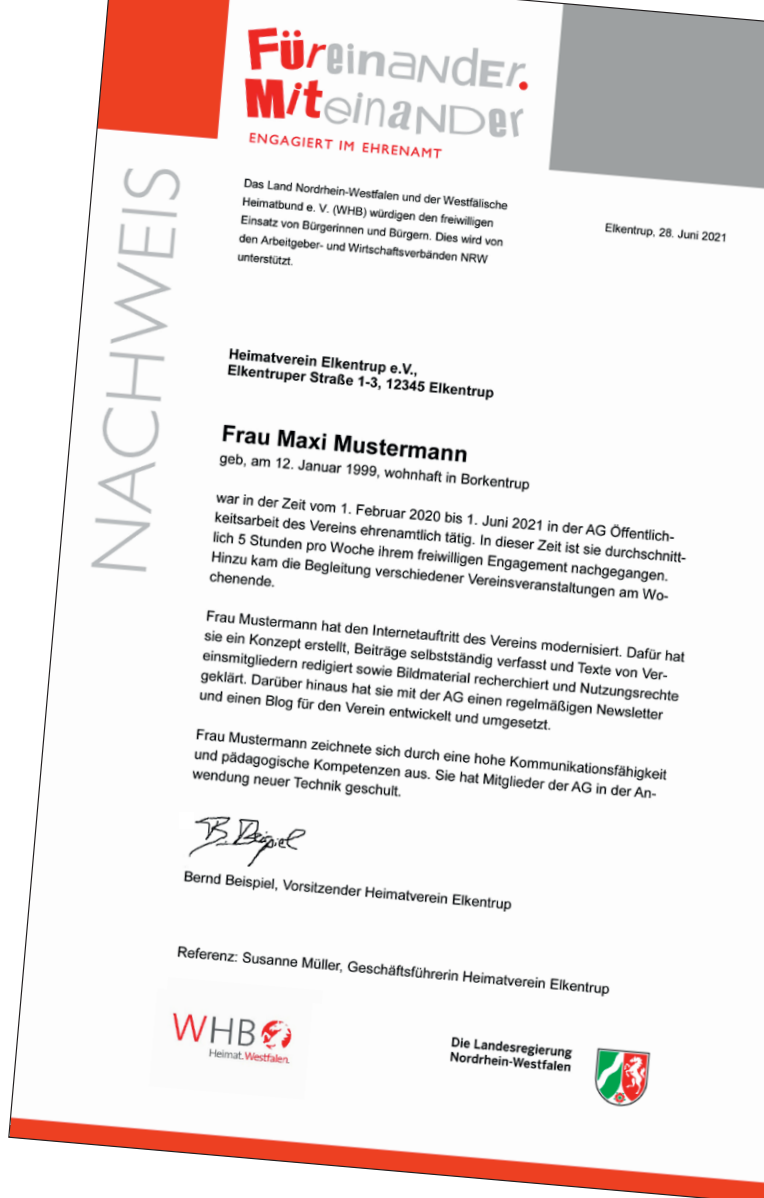 Füreinander.
Miteinander
ENGAGIERT IM EHRENAMT
NACHWEIS
Das Land Nordrhein-Westfalen und der Westfälische
Heimatbund e. V. (WHB) würdigen den freiwilligen
Einsatz von Bürgerinnen und Bürgern. Dies wird von
den Arbeitgeber- und Wirtschaftsverbänden NRW
unterstützt.
Elkentrup, 28. Juni 2021
Heimatverein Elkentrup e.V.,
Elkentruper Straße 1-3, 12345 Elkentrup
Frau Maxi Mustermann
geb, am 12. Januar 1999, wohnhaft in Borkentrup
war in der Zeit vom 1. Februar 2020 bis 1. Juni 2021 in der AG Öffentlich-
keitsarbeit des Vereins ehrenamtlich tätig. In dieser Zeit ist sie durchschnitt-
lich 5 Stunden pro Woche ihrem freiwilligen Engagement nachgegangen.
Hinzu kam die Begleitung verschiedener Vereinsveranstaltungen am Wo-
chenende.
Frau Mustermann hat den Internetauftritt des Vereins modernisiert. Dafür hat
sie ein Konzept erstellt, Beiträge selbstständig verfasst und Texte von Ver-
einsmitgliedern redigiert sowie Bildmaterial recherchiert und Nutzungsrechte
geklärt. Darüber hinaus hat sie mit der AG einen regelmäßigen Newsletter
und einen Blog für den Verein entwickelt und umgesetzt.
Frau Mustermann zeichnete sich durch eine hohe Kommunikationsfähigkeit
und pädagogische Kompetenzen aus. Sie hat Mitglieder der AG in der An-
wendung neuer Technik geschult.
B. Beispiel
Bernd Beispiel, Vorsitzender Heimatverein Elkentrup
Referenz: Susanne Müller, Geschäftsführerin Heimatverein Elkentrup
WHB
Heimat. Westfalen.
Die Landesregierung
Nordrhein-Westfalen